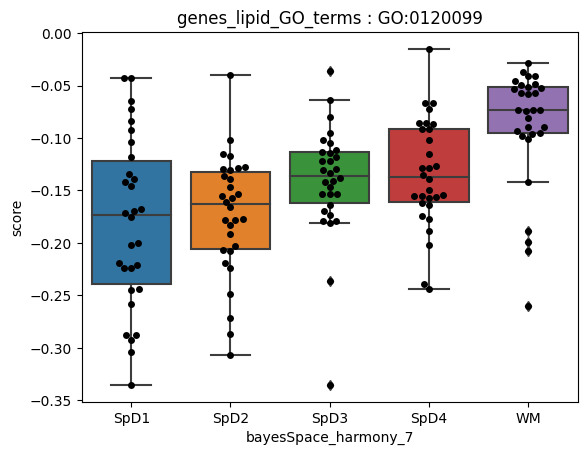 genes_lipid_GO_terms : GO:0120099
0.00
−0.05
−0.10
−0.15
−0.20
−0.25
−0.30
−0.35
score
SpD1 SpD2 SpD3 SpD4 WM
bayesSpace_harmony_7